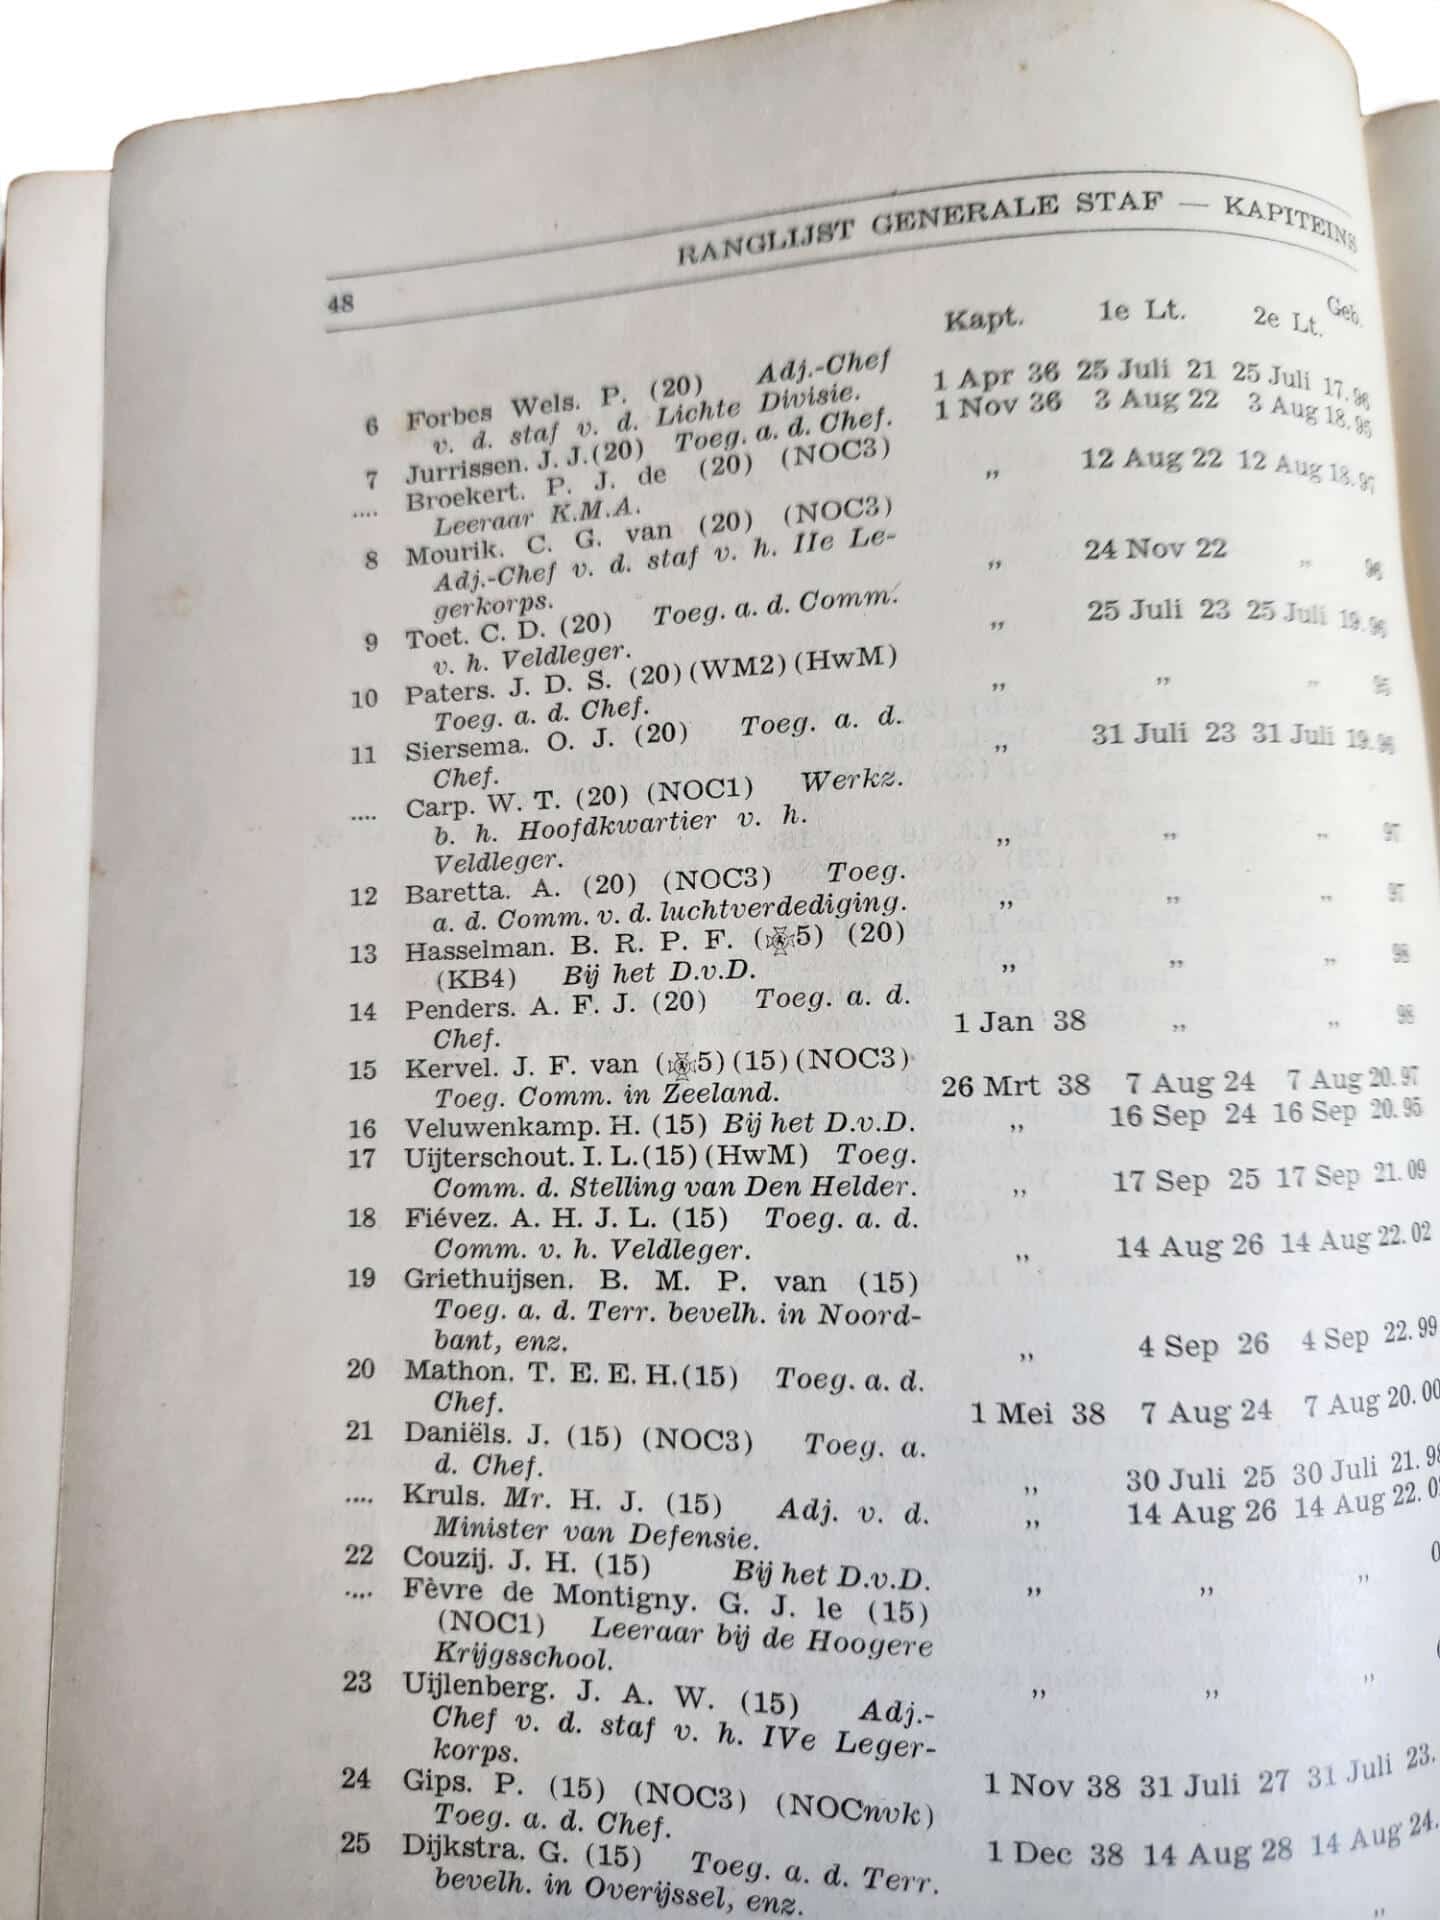 RANGLIJST GENERALE STAF — KAPITEINS
48
Kapt. 1e Lt. 2e Lt. Geb.
6 Forbes Wels. P. (20) Adj.-Chef
v. d. staf v. d. Lichte Divisie. 1 Apr 36 25 Juli 21 25 Juli 17. 96
7 Jurrissen. J. J.(20) Toeg. a. d. Chef. 1 Nov 36 3 Aug 22 3 Aug 18. 95
.... Broekert. P. J. de (20) (NOC3)
Leeraar K.M.A. „ 12 Aug 22 12 Aug 18. 97
8 Mourik. C. G. van (20) (NOC3)
Adj.-Chef v. d. staf v. h. IIe Le-
gerkorps. „ 24 Nov 22 „ 96
9 Toet. C. D. (20) Toeg. a. d. Comm.
v. h. Veldleger. „ 25 Juli 23 25 Juli 19. 96
10 Paters. J. D. S. (20) (WM2) (HwM)
Toeg. a. d. Chef. „ „ „ 95
11 Siersema. O. J. (20) Toeg. a. d.
Chef. „ 31 Juli 23 31 Juli 19. 96
.... Carp. W. T. (20) (NOC1) Werkz.
b. h. Hoofdkwartier v. h.
Veldleger. „ „ „ 97
12 Baretta. A. (20) (NOC3) Toeg.
a. d. Comm. v. d. luchtverdediging. „ „ „ 97
13 Hasselman. B. R. P. F. (5) (20)
(KB4) Bij het D.v.D. „ „ „ 98
14 Penders. A. F. J. (20) Toeg. a. d.
Chef. 1 Jan 38 „ „ 98
15 Kervel. J. F. van (5) (15) (NOC3)
Toeg. Comm. in Zeeland. 26 Mrt 38 7 Aug 24 7 Aug 20. 97
16 Veluwenkamp. H. (15) Bij het D.v.D. „ 16 Sep 24 16 Sep 20. 95
17 Uijterschout. I. L.(15) (HwM) Toeg.
Comm. d. Stelling van Den Helder. „ 17 Sep 25 17 Sep 21. 09
18 Fiévez. A. H. J. L. (15) Toeg. a. d.
Comm. v. h. Veldleger. „ 14 Aug 26 14 Aug 22. 02
19 Griethuijsen. B. M. P. van (15)
Toeg. a. d. Terr. bevelh. in Noord-
bant, enz. „ 4 Sep 26 4 Sep 22. 99
20 Mathon. T. E. E. H.(15) Toeg. a. d.
Chef. 1 Mei 38 7 Aug 24 7 Aug 20. 00
21 Daniëls. J. (15) (NOC3) Toeg. a.
d. Chef. „ 30 Juli 25 30 Juli 21. 98
.... Kruls. Mr. H. J. (15) Adj. v. d.
Minister van Defensie. „ 14 Aug 26 14 Aug 22.
22 Couzij. J. H. (15) Bij het D.v.D. „ „ „
.... Fèvre de Montigny. G. J. le (15)
(NOC1) Leeraar bij de Hoogere
Krijgsschool. „ „ „
23 Uijlenberg. J. A. W. (15) Adj.-
Chef v. d. staf v. h. IVe Leger-
korps. 1 Nov 38 31 Juli 27 31 Juli 23.
24 Gips. P. (15) (NOC3) (NOCnvk)
Toeg. a. d. Chef. 1 Dec 38 14 Aug 28 14 Aug 24.
25 Dijkstra. G. (15) Toeg. a. d. Terr.
bevelh. in Overijssel, enz. „